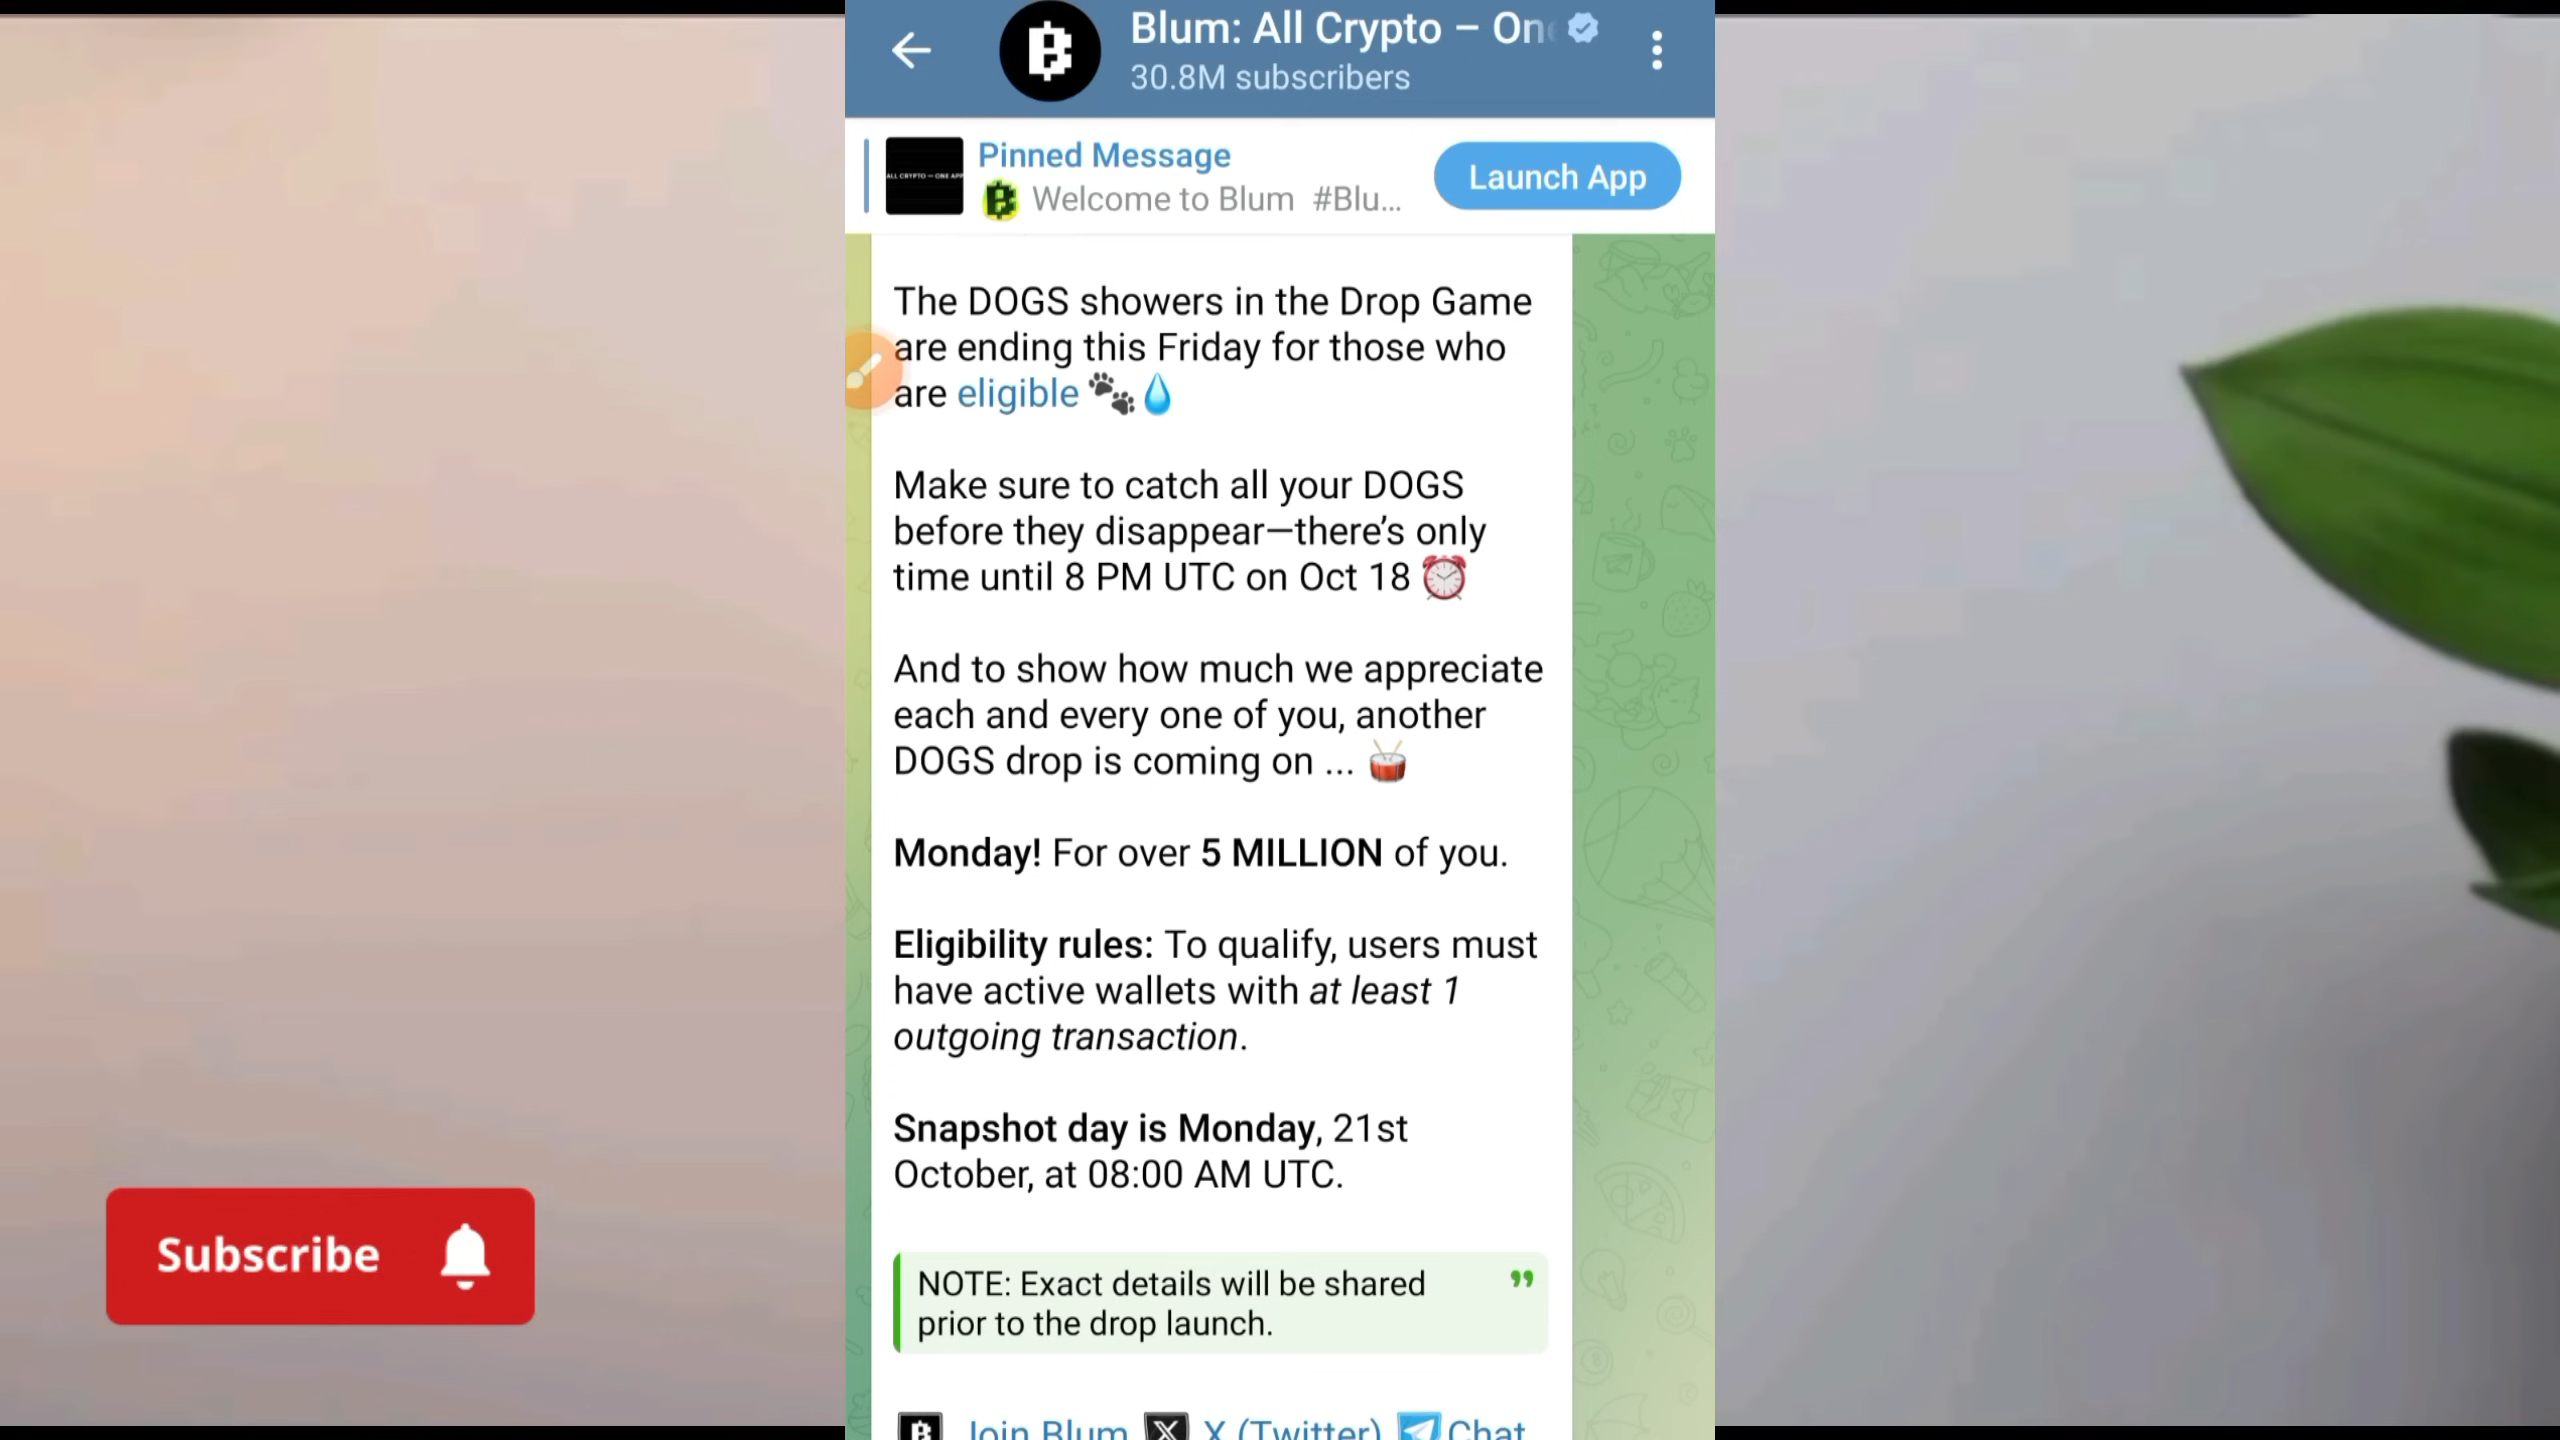 Blum: All Crypto – One
30.8M subscribers
ALL CRYPTO — ONE APP
Pinned Message
Welcome to Blum #Blu...
Launch App
The DOGS showers in the Drop Game
are ending this Friday for those who
are eligible
Make sure to catch all your DOGS
before they disappear—there’s only
time until 8 PM UTC on Oct 18
And to show how much we appreciate
each and every one of you, another
DOGS drop is coming on ...
Monday! For over 5 MILLION of you.
Eligibility rules: To qualify, users must
have active wallets with at least 1
outgoing transaction.
Snapshot day is Monday, 21st
October, at 08:00 AM UTC.
NOTE: Exact details will be shared
prior to the drop launch.
Join Blum X (Twitter) Chat
Subscribe